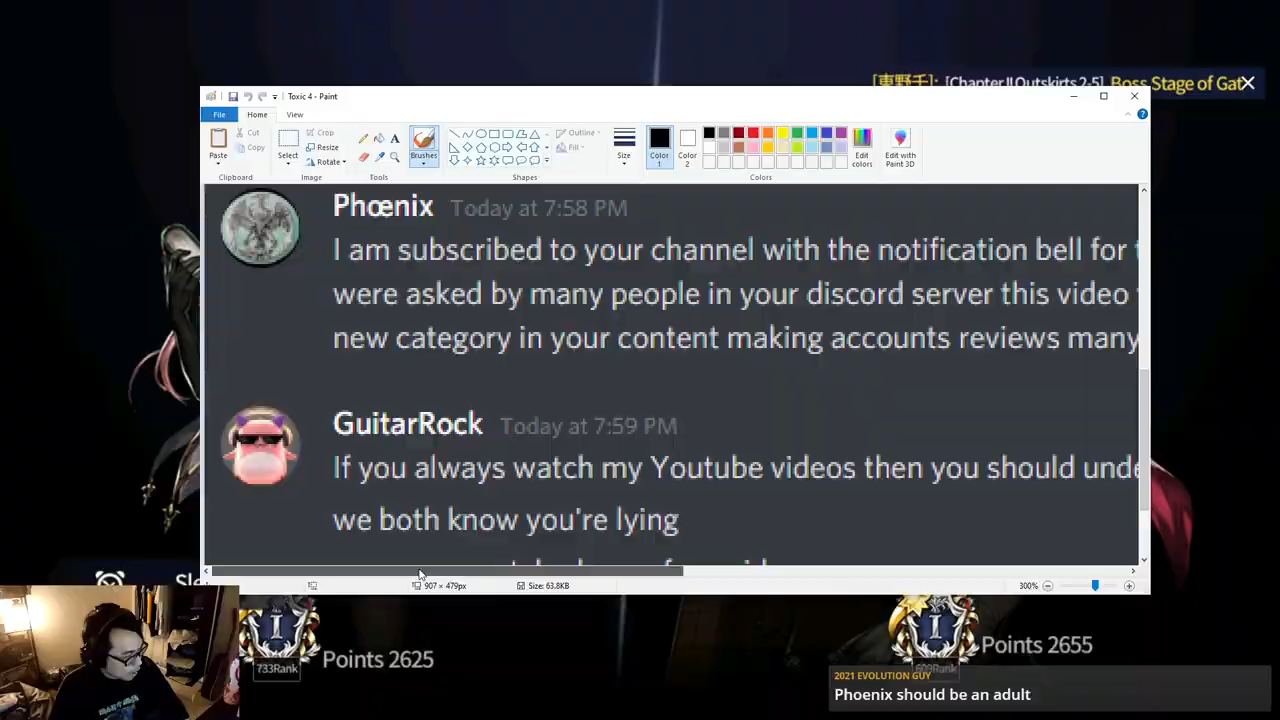 [東野千]: [Chapter II Outskirts 2-5] Boss Stage of Gat
Toxic 4 - Paint
File Home View
Paste
Cut
Copy
Clipboard
Select
Crop
Resize
Rotate
Image
Tools
Brushes
Shapes
Outline
Fill
Size
Color 1
Color 2
Edit colors
Edit with Paint 3D
Colors
Phœnix Today at 7:58 PM
I am subscribed to your channel with the notification bell for
were asked by many people in your discord server this video
new category in your content making accounts reviews many
GuitarRock Today at 7:59 PM
If you always watch my Youtube videos then you should unde
we both know you're lying
907 × 479px
Size: 63.8KB
300%
Sle
I
733Rank
Points 2625
I
609Rank
Points 2655
2021 EVOLUTION GUY
Phoenix should be an adult